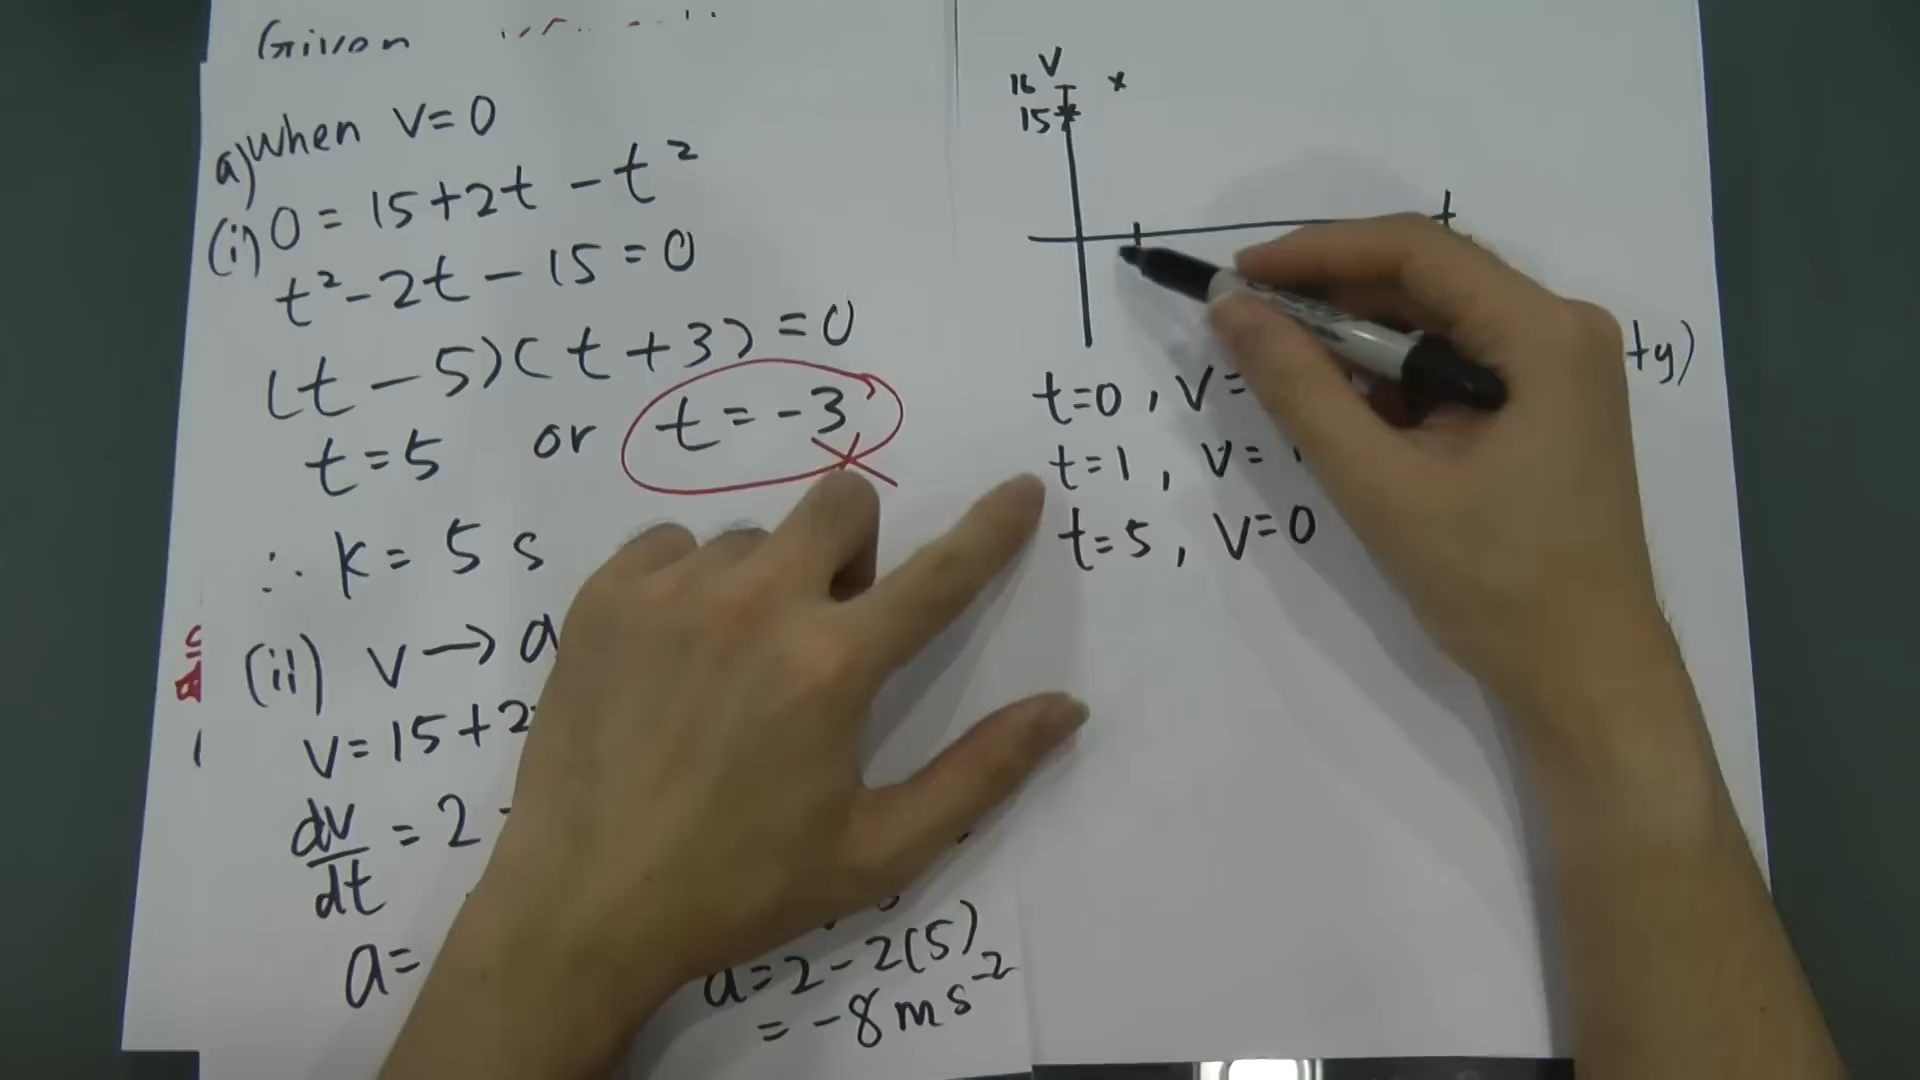 Given
a) When v=0
(i) 0 = 15+2t - t²
t² - 2t - 15 = 0
(t - 5)(t + 3) = 0
t = 5 or t = -3
∴ k = 5 s
(ii) v → a
v = 15+2
dv/dt = 2
a =
a = 2 - 2(5)
= -8 ms⁻²
v
16
15
t
ty)
t=0, v=
t=1, v=
t=5, v=0